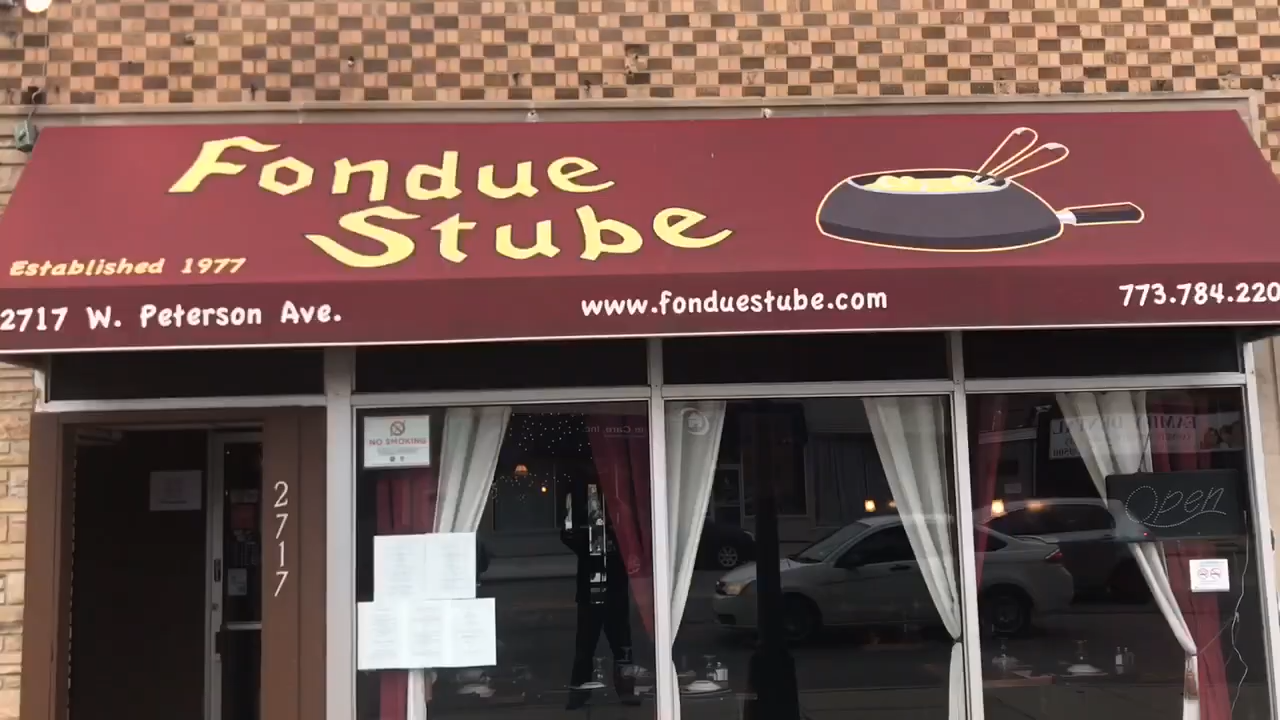 Fondue
Stube
Established 1977
2717 W. Peterson Ave.
www.fonduestube.com
773.784.220
NO SMOKING
2717
Open